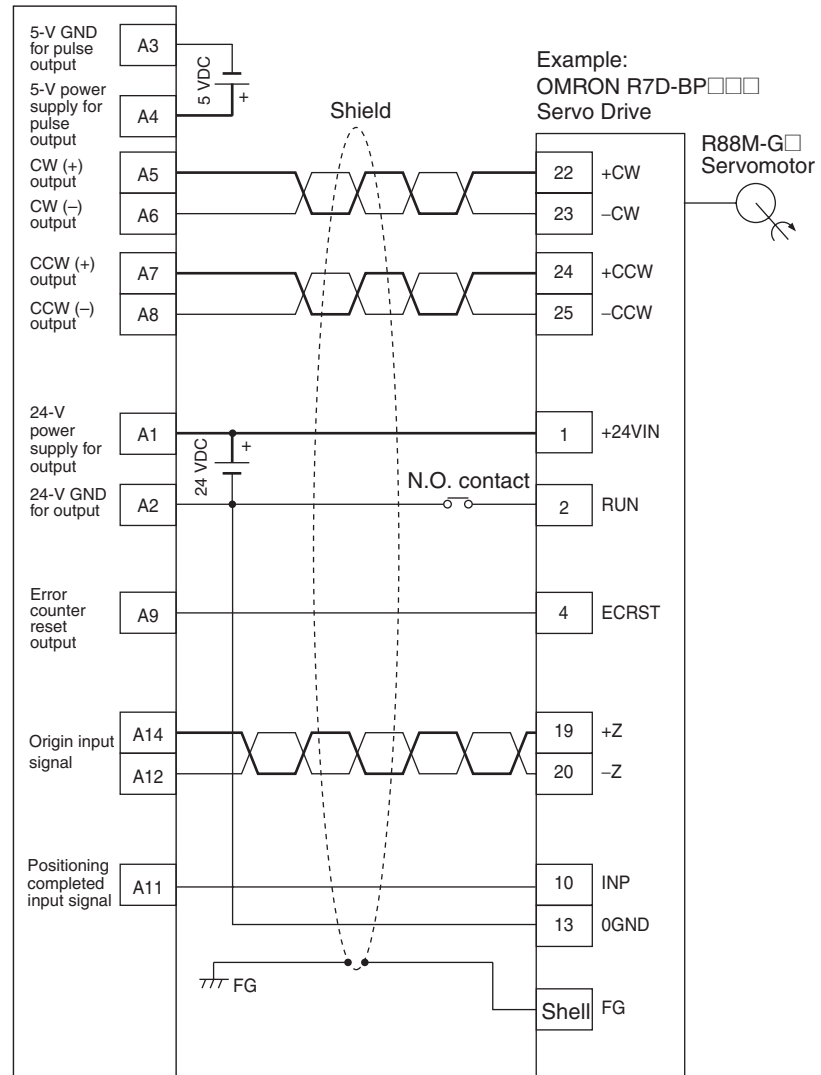 5-V GND
for pulse
output
A3
5 VDC
+
5-V power
supply for
pulse
output
A4
Shield
Example:
OMRON R7D-BP□□□
Servo Drive
R88M-G□
Servomotor
CW (+)
output
A5
22
+CW
CW (–)
output
A6
23
–CW
CCW (+)
output
A7
24
+CCW
CCW (–)
output
A8
25
–CCW
24-V
power
supply for
output
A1
24 VDC
+
1
+24VIN
24-V GND
for output
A2
N.O. contact
2
RUN
Error
counter
reset
output
A9
4
ECRST
Origin input
signal
A14
19
+Z
A12
20
–Z
Positioning
completed
input signal
A11
10
INP
13
0GND
FG
Shell
FG